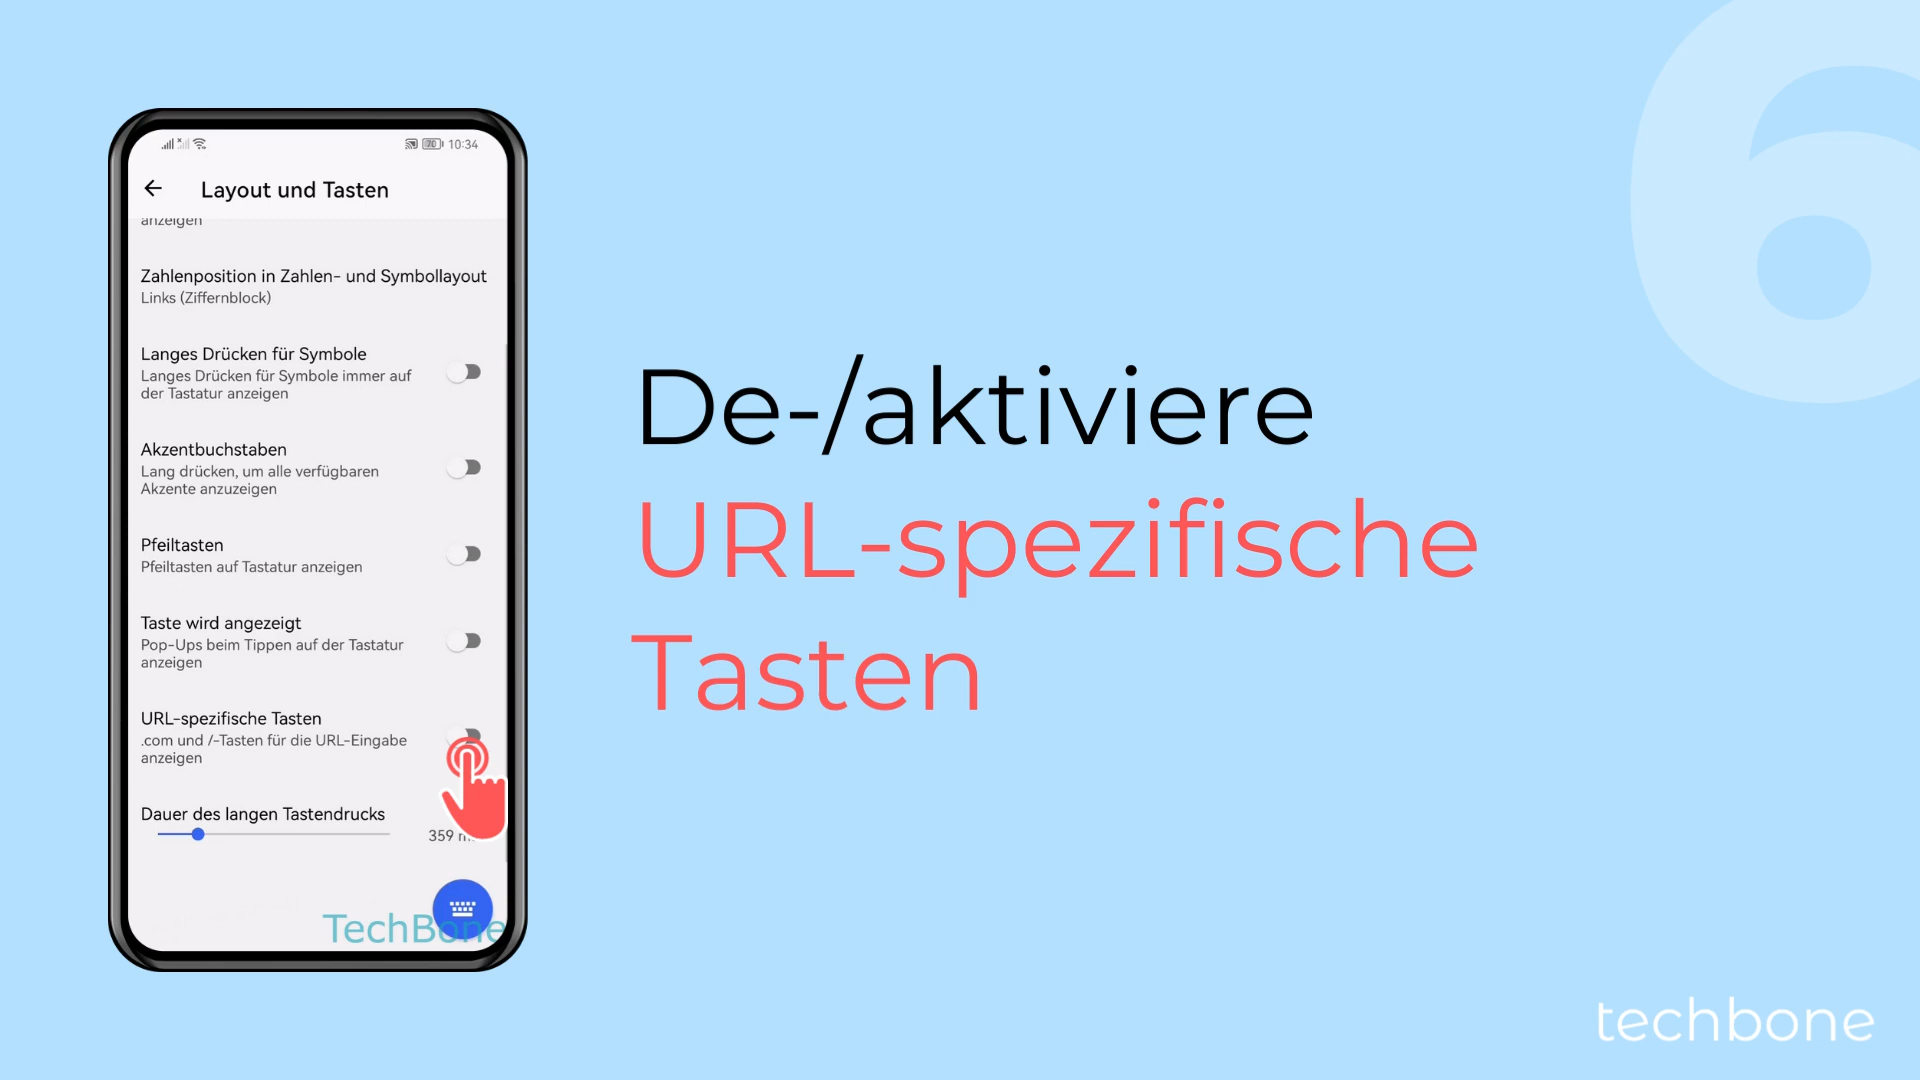 6
10:34
Layout und Tasten
anzeigen
Zahlenposition in Zahlen- und Symbollayout
Links (Ziffernblock)
Langes Drücken für Symbole
Langes Drücken für Symbole immer auf
der Tastatur anzeigen
Akzentbuchstaben
Lang drücken, um alle verfügbaren
Akzente anzuzeigen
Pfeiltasten
Pfeiltasten auf Tastatur anzeigen
Taste wird angezeigt
Pop-Ups beim Tippen auf der Tastatur
anzeigen
URL-spezifische Tasten
.com und /-Tasten für die URL-Eingabe
anzeigen
Dauer des langen Tastendrucks
359
TechBone
De-/aktiviere
URL-spezifische
Tasten
techbone